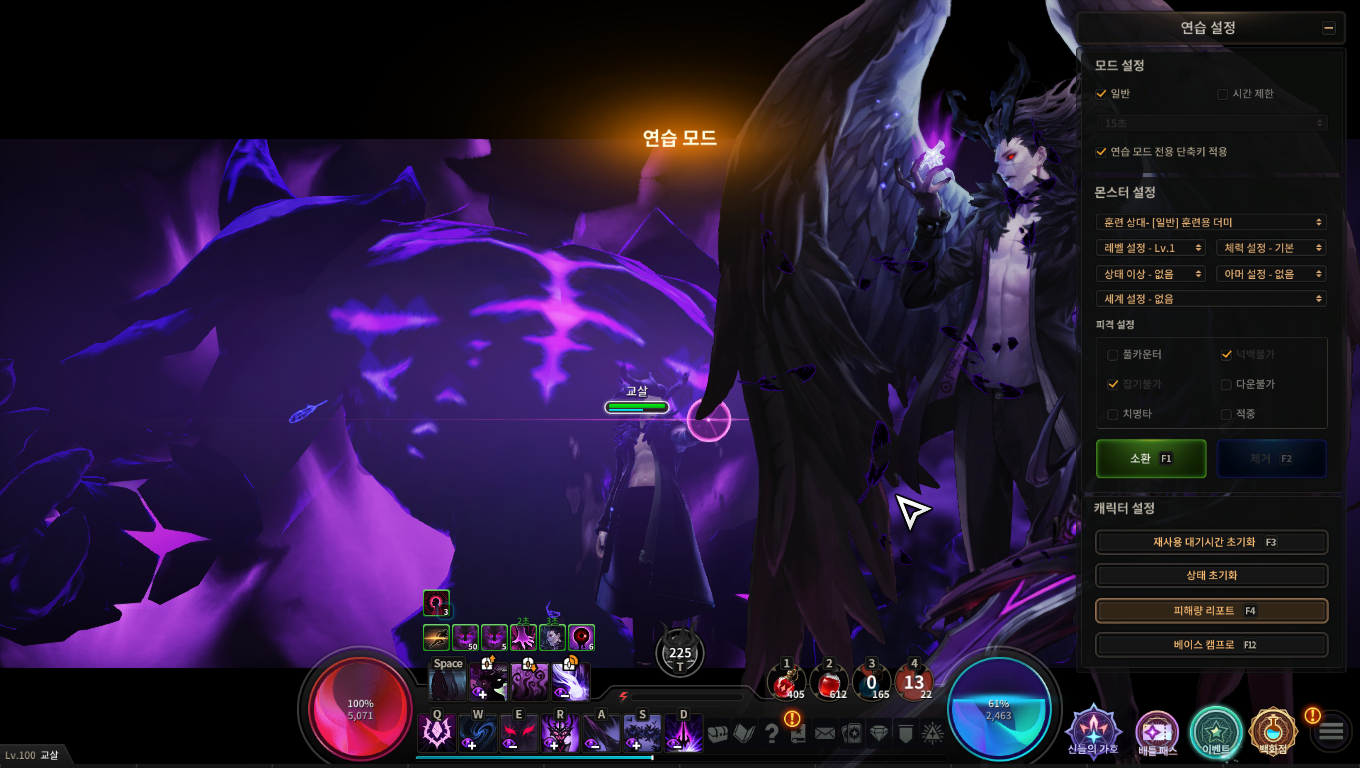 연습 설정
모드 설정
일반
시간 제한
15초
연습 모드 전용 단축키 적용
몬스터 설정
훈련 상대- [일반] 훈련용 더미
레벨 설정 - Lv.1
체력 설정 - 기본
상태 이상 - 없음
아머 설정 - 없음
세계 설정 - 없음
피격 설정
풀카운터
넉백불가
잡기불가
다운불가
치명타
적중
소환 F1
제거 F2
캐릭터 설정
재사용 대기시간 초기화 F3
상태 초기화
피해량 리포트 F4
베이스 캠프로 F12
연습 모드
교살
3
2초
3초
50
5
6
Space
225
T
1
2
3
4
405
612
0
165
13
22
100%
5,071
Q
W
E
R
A
S
D
61%
2,463
신들의 가호
배틀패스
이벤트
백화점
Lv.100 교살